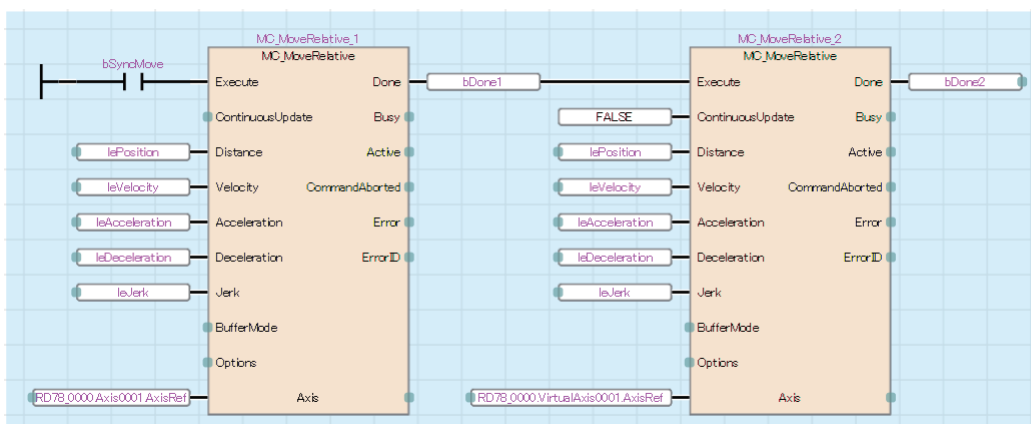 MC_MoveRelative_1
MC_MoveRelative_2
MC_MoveRelative
MC_MoveRelative
bSyncMove
Execute Done bDone1 Execute Done bDone2
ContinuousUpdate Busy FALSE ContinuousUpdate Busy
lePosition Distance Active lePosition Distance Active
leVelocity Velocity CommandAborted leVelocity Velocity CommandAborted
leAcceleration Acceleration Error leAcceleration Acceleration Error
leDeceleration Deceleration ErrorID leDeceleration Deceleration ErrorID
leJerk Jerk leJerk Jerk
BufferMode BufferMode
Options Options
RD78_0000.Axis0001.AxisRef Axis RD78_0000.VirtualAxis0001.AxisRef Axis